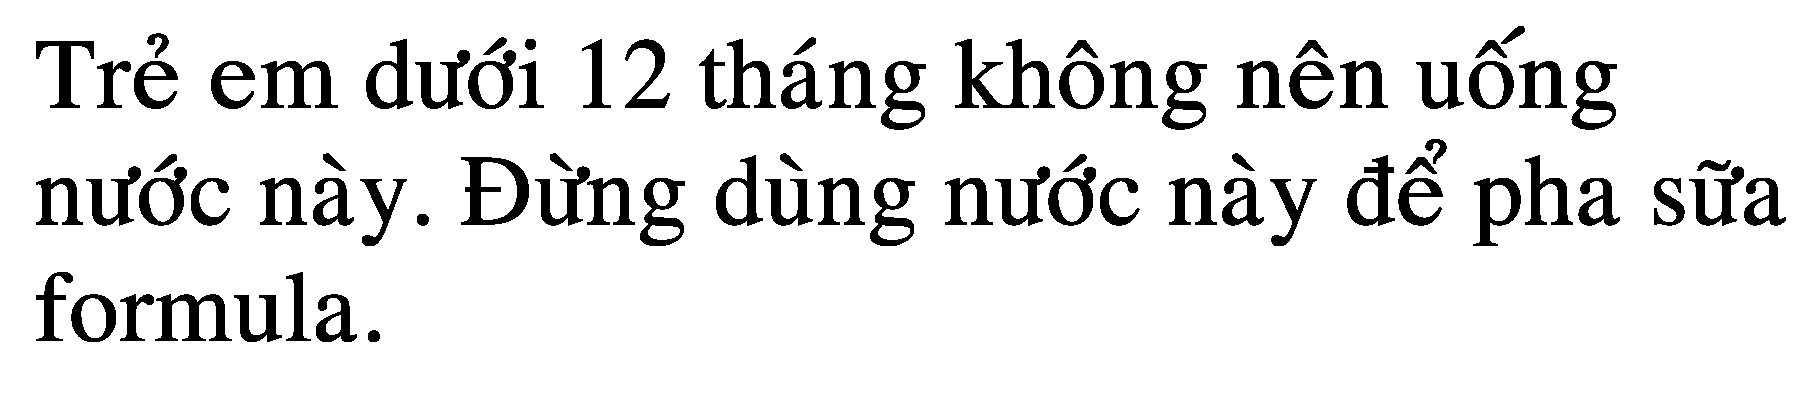 Trẻ em dưới 12 tháng không nên uống
nước này. Đừng dùng nước này để pha sữa
formula.